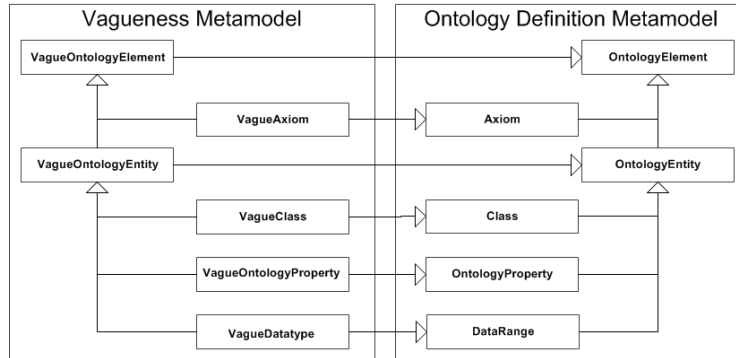 Vagueness Metamodel
Ontology Definition Metamodel
VagueOntologyElement
OntologyElement
VagueAxiom
Axiom
VagueOntologyEntity
OntologyEntity
VagueClass
Class
VagueOntologyProperty
OntologyProperty
VagueDatatype
DataRange